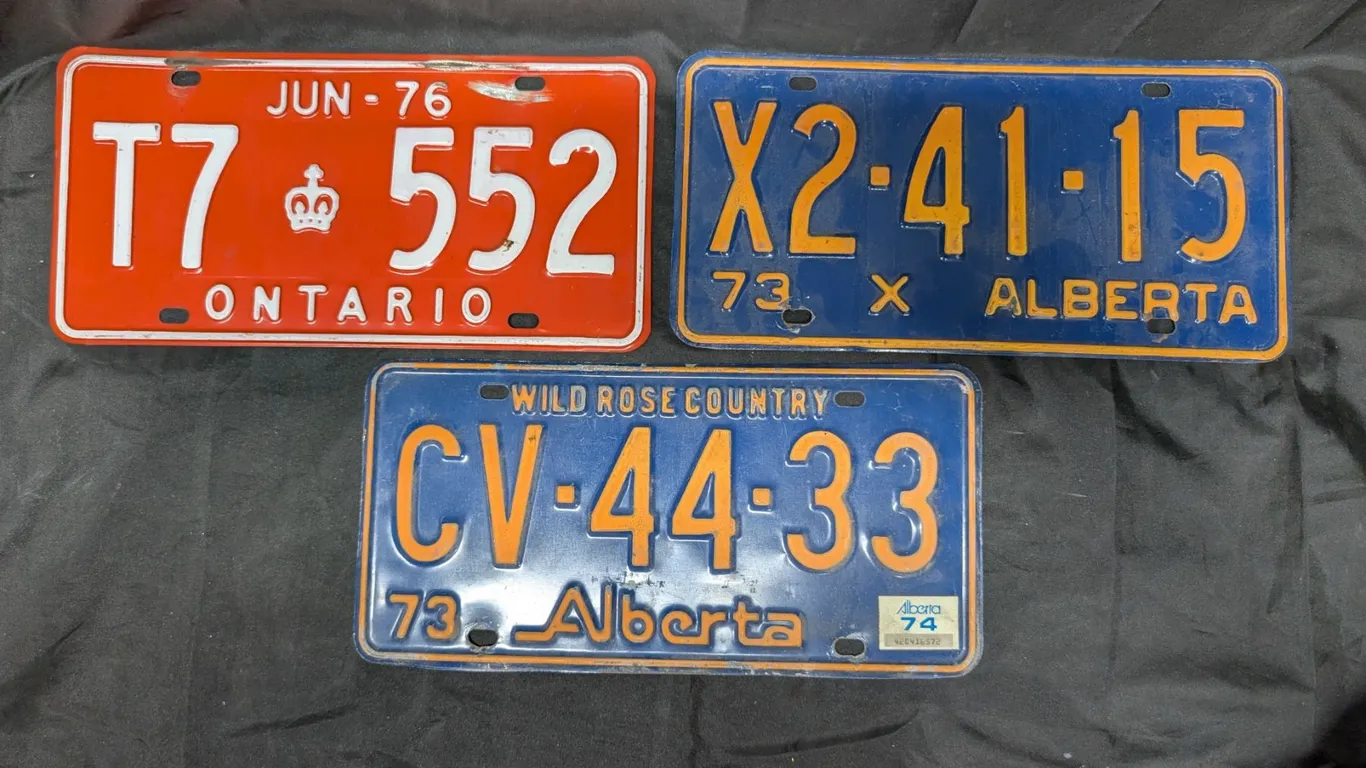 JUN - 76
T7 552
ONTARIO
X2·41·15
73 X ALBERTA
WILD ROSE COUNTRY
CV·44·33
73 Alberta
Alberta
74